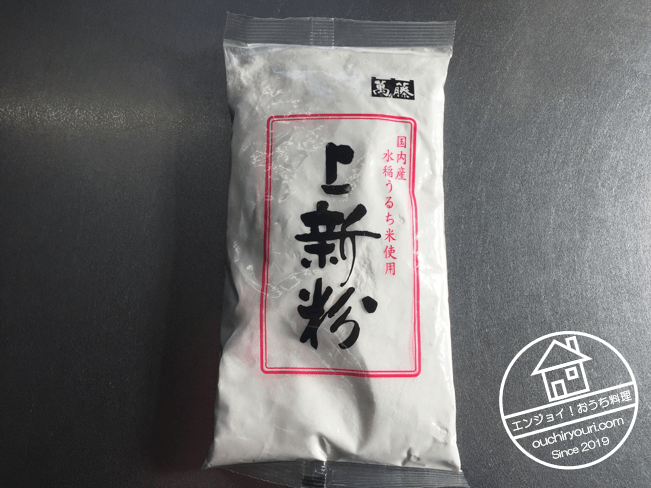 萬藤
国内産
水稲うるち米使用
上新粉
エンジョイ！おうち料理
ouchiryouri.com
Since 2019